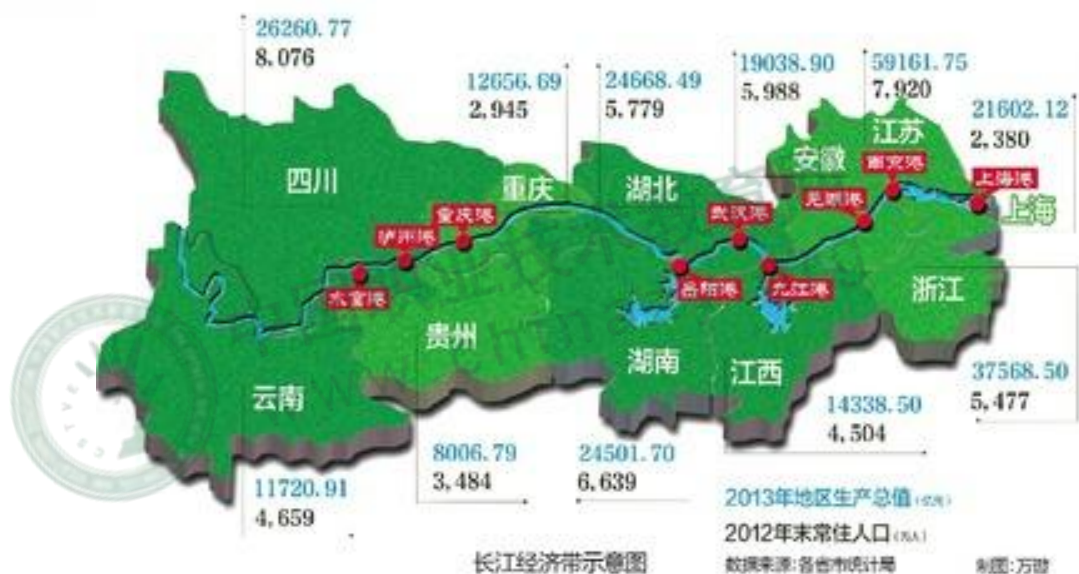 26260.77
8,076
12656.69
2,945
24668.49
5,779
19038.90
5,988
59161.75
7,920
21602.12
2,380
四川
重庆
湖北
安徽
江苏
上海
浙江
贵州
云南
湖南
江西
水富港
泸州港
重庆港
岳阳港
武汉港
九江港
芜湖港
南京港
上海港
11720.91
4,659
8006.79
3,484
24501.70
6,639
14338.50
4,504
37568.50
5,477
2013年地区生产总值(亿元)
2012年末常住人口(万人)
长江经济带示意图
数据来源:各省市统计局
制图:万璇